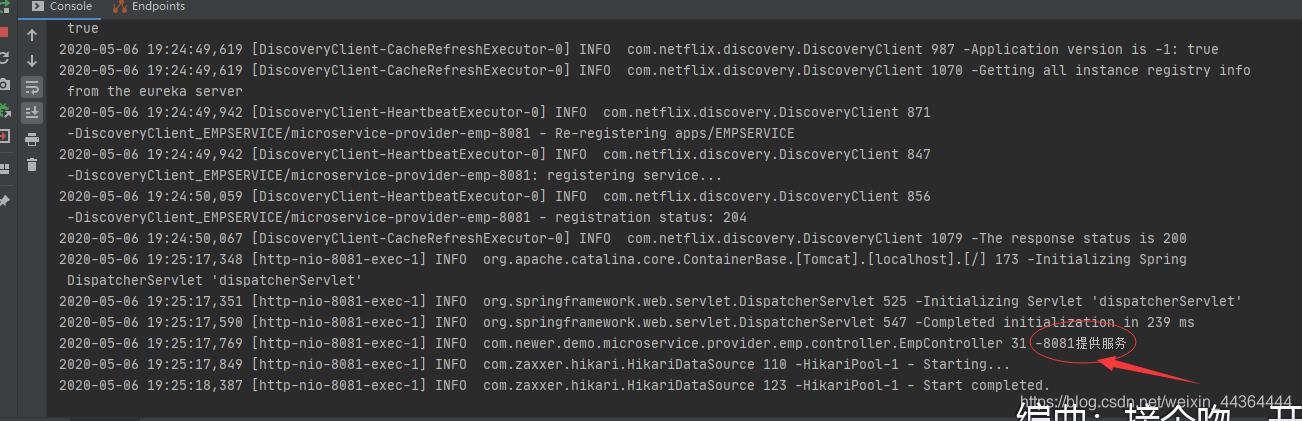 Console Endpoints
true
2020-05-06 19:24:49,619 [DiscoveryClient-CacheRefreshExecutor-0] INFO  com.netflix.discovery.DiscoveryClient 987 -Application version is -1: true
2020-05-06 19:24:49,619 [DiscoveryClient-CacheRefreshExecutor-0] INFO  com.netflix.discovery.DiscoveryClient 1070 -Getting all instance registry info
from the eureka server
2020-05-06 19:24:49,942 [DiscoveryClient-HeartbeatExecutor-0] INFO  com.netflix.discovery.DiscoveryClient 871
-DiscoveryClient_EMPSERVICE/microservice-provider-emp-8081 - Re-registering apps/EMPSERVICE
2020-05-06 19:24:49,942 [DiscoveryClient-HeartbeatExecutor-0] INFO  com.netflix.discovery.DiscoveryClient 847
-DiscoveryClient_EMPSERVICE/microservice-provider-emp-8081: registering service...
2020-05-06 19:24:50,059 [DiscoveryClient-HeartbeatExecutor-0] INFO  com.netflix.discovery.DiscoveryClient 856
-DiscoveryClient_EMPSERVICE/microservice-provider-emp-8081 - registration status: 204
2020-05-06 19:24:50,067 [DiscoveryClient-CacheRefreshExecutor-0] INFO  com.netflix.discovery.DiscoveryClient 1079 -The response status is 200
2020-05-06 19:25:17,348 [http-nio-8081-exec-1] INFO  org.apache.catalina.core.ContainerBase.[Tomcat].[localhost].[/] 173 -Initializing Spring
DispatcherServlet 'dispatcherServlet'
2020-05-06 19:25:17,351 [http-nio-8081-exec-1] INFO  org.springframework.web.servlet.DispatcherServlet 525 -Initializing Servlet 'dispatcherServlet'
2020-05-06 19:25:17,590 [http-nio-8081-exec-1] INFO  org.springframework.web.servlet.DispatcherServlet 547 -Completed initialization in 239 ms
2020-05-06 19:25:17,769 [http-nio-8081-exec-1] INFO  com.newer.demo.microservice.provider.emp.controller.EmpController 31 -8081提供服务
2020-05-06 19:25:17,849 [http-nio-8081-exec-1] INFO  com.zaxxer.hikari.HikariDataSource 110 -HikariPool-1 - Starting...
2020-05-06 19:25:18,387 [http-nio-8081-exec-1] INFO  com.zaxxer.hikari.HikariDataSource 123 -HikariPool-1 - Start completed.
https://blog.csdn.net/weixin_44364444
编曲：接个吻，开